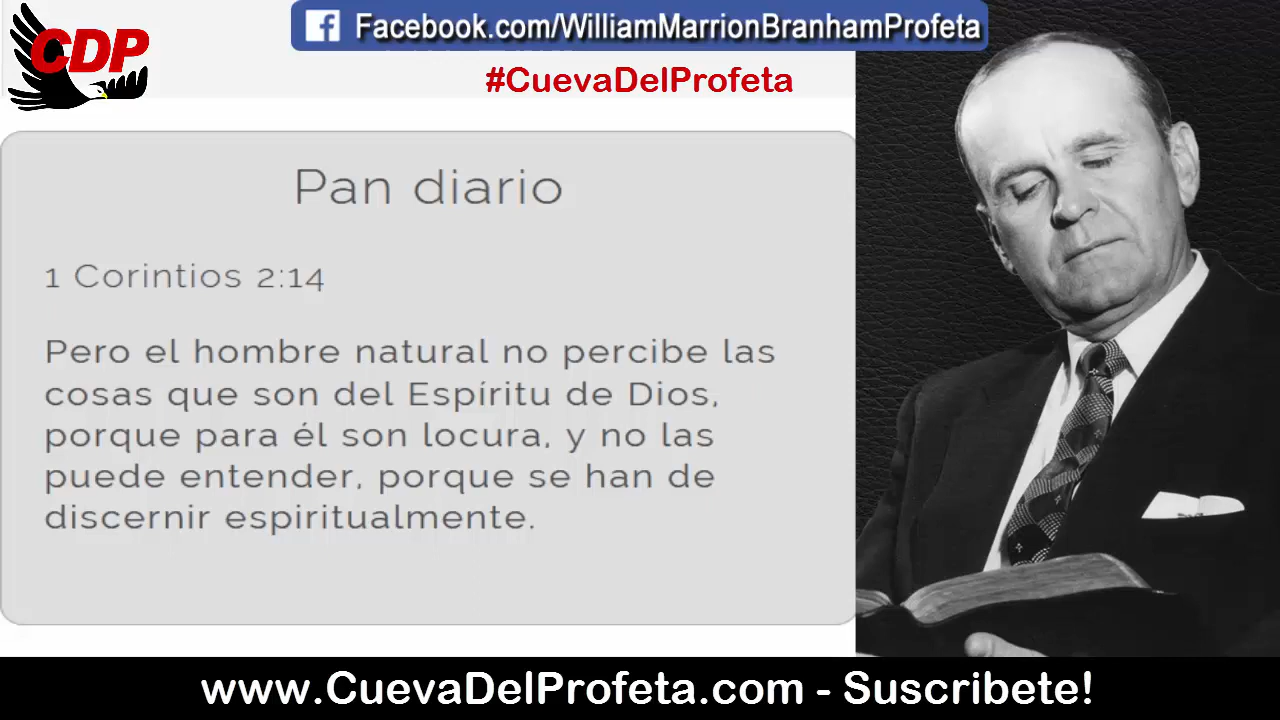 CDP
Facebook.com/WilliamMarrionBranhamProfeta
#CuevaDelProfeta
Pan diario
1 Corintios 2:14
Pero el hombre natural no percibe las
cosas que son del Espíritu de Dios,
porque para él son locura, y no las
puede entender, porque se han de
discernir espiritualmente.
www.CuevaDelProfeta.com - Suscribete!